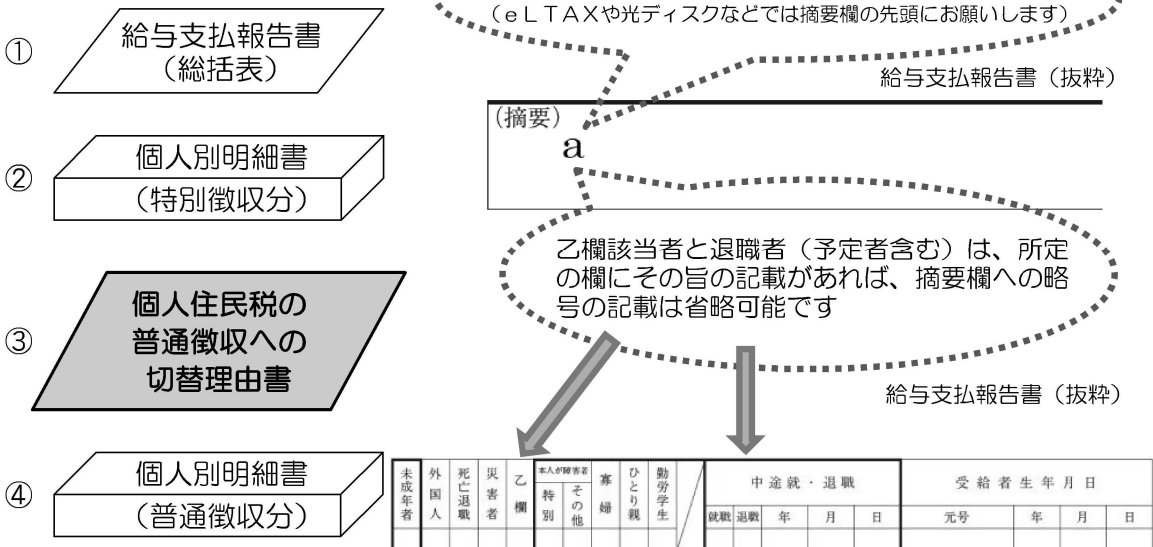 （ｅＬＴＡＸや光ディスクなどでは摘要欄の先頭にお願いします）
①
給与支払報告書
（総括表）
給与支払報告書（抜粋）
（摘要）
a
②
個人別明細書
（特別徴収分）
乙欄該当者と退職者（予定者含む）は、所定
の欄にその旨の記載があれば、摘要欄への略
号の記載は省略可能です
③
個人住民税の
普通徴収への
切替理由書
給与支払報告書（抜粋）
④
個人別明細書
（普通徴収分）
未成年者
外国人
死亡退職
災害者
乙欄
本人が障害者
特別
その他
寡婦
ひとり親
勤労学生
中途就・退職
就職 退職 年 月 日
受給者生年月日
元号 年 月 日